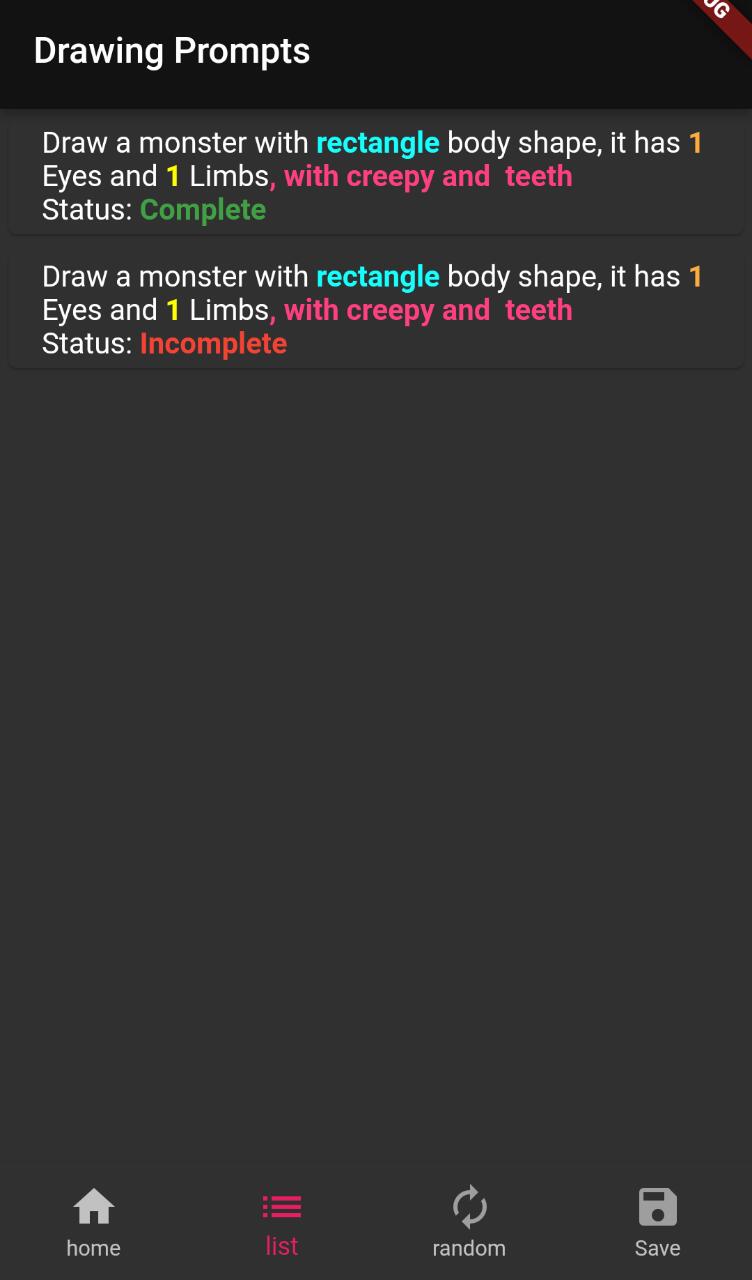 Drawing Prompts
Draw a monster with rectangle body shape, it has 1
Eyes and 1 Limbs, with creepy and  teeth
Status: Complete
Draw a monster with rectangle body shape, it has 1
Eyes and 1 Limbs, with creepy and  teeth
Status: Incomplete
home
list
random
Save